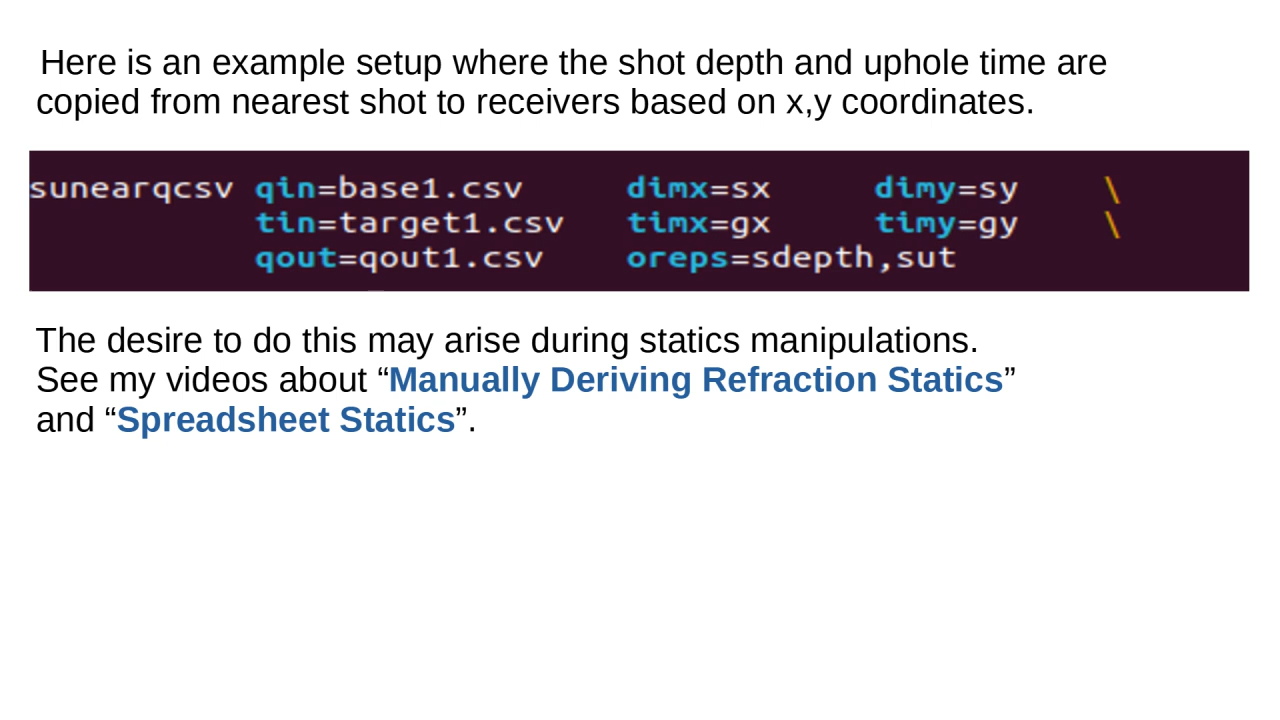 Here is an example setup where the shot depth and uphole time are
copied from nearest shot to receivers based on x,y coordinates.
sunearqcsv qin=base1.csv dimx=sx dimy=sy \
tin=target1.csv timx=gx timy=gy \
qout=qout1.csv oreps=sdepth,sut
The desire to do this may arise during statics manipulations.
See my videos about “Manually Deriving Refraction Statics”
and “Spreadsheet Statics”.